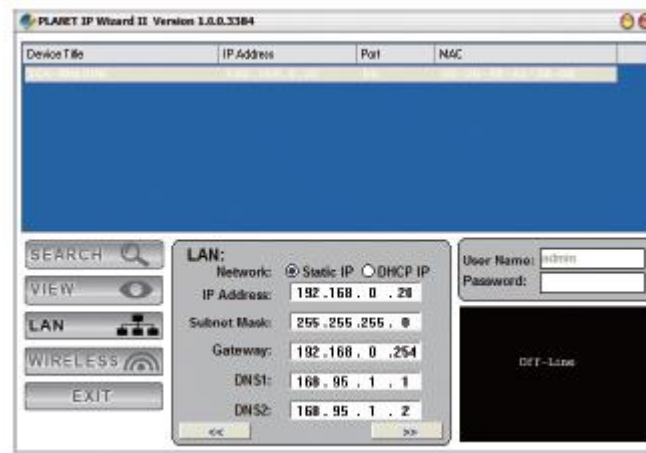 PLANET IP Wizard II Version 1.0.0.3384
Device Title IP Address Port MAC
SEARCH
VIEW
LAN
WIRELESS
EXIT
LAN:
Network: Static IP DHCP IP
IP Address: 192.168. 0 .20
Subnet Mask: 255.255.255. 0
Gateway: 192.168. 0 .254
DNS1: 168. 95 . 1 . 1
DNS2: 168. 95 . 1 . 2
<< >>
User Name: admin
Password:
Off-Line